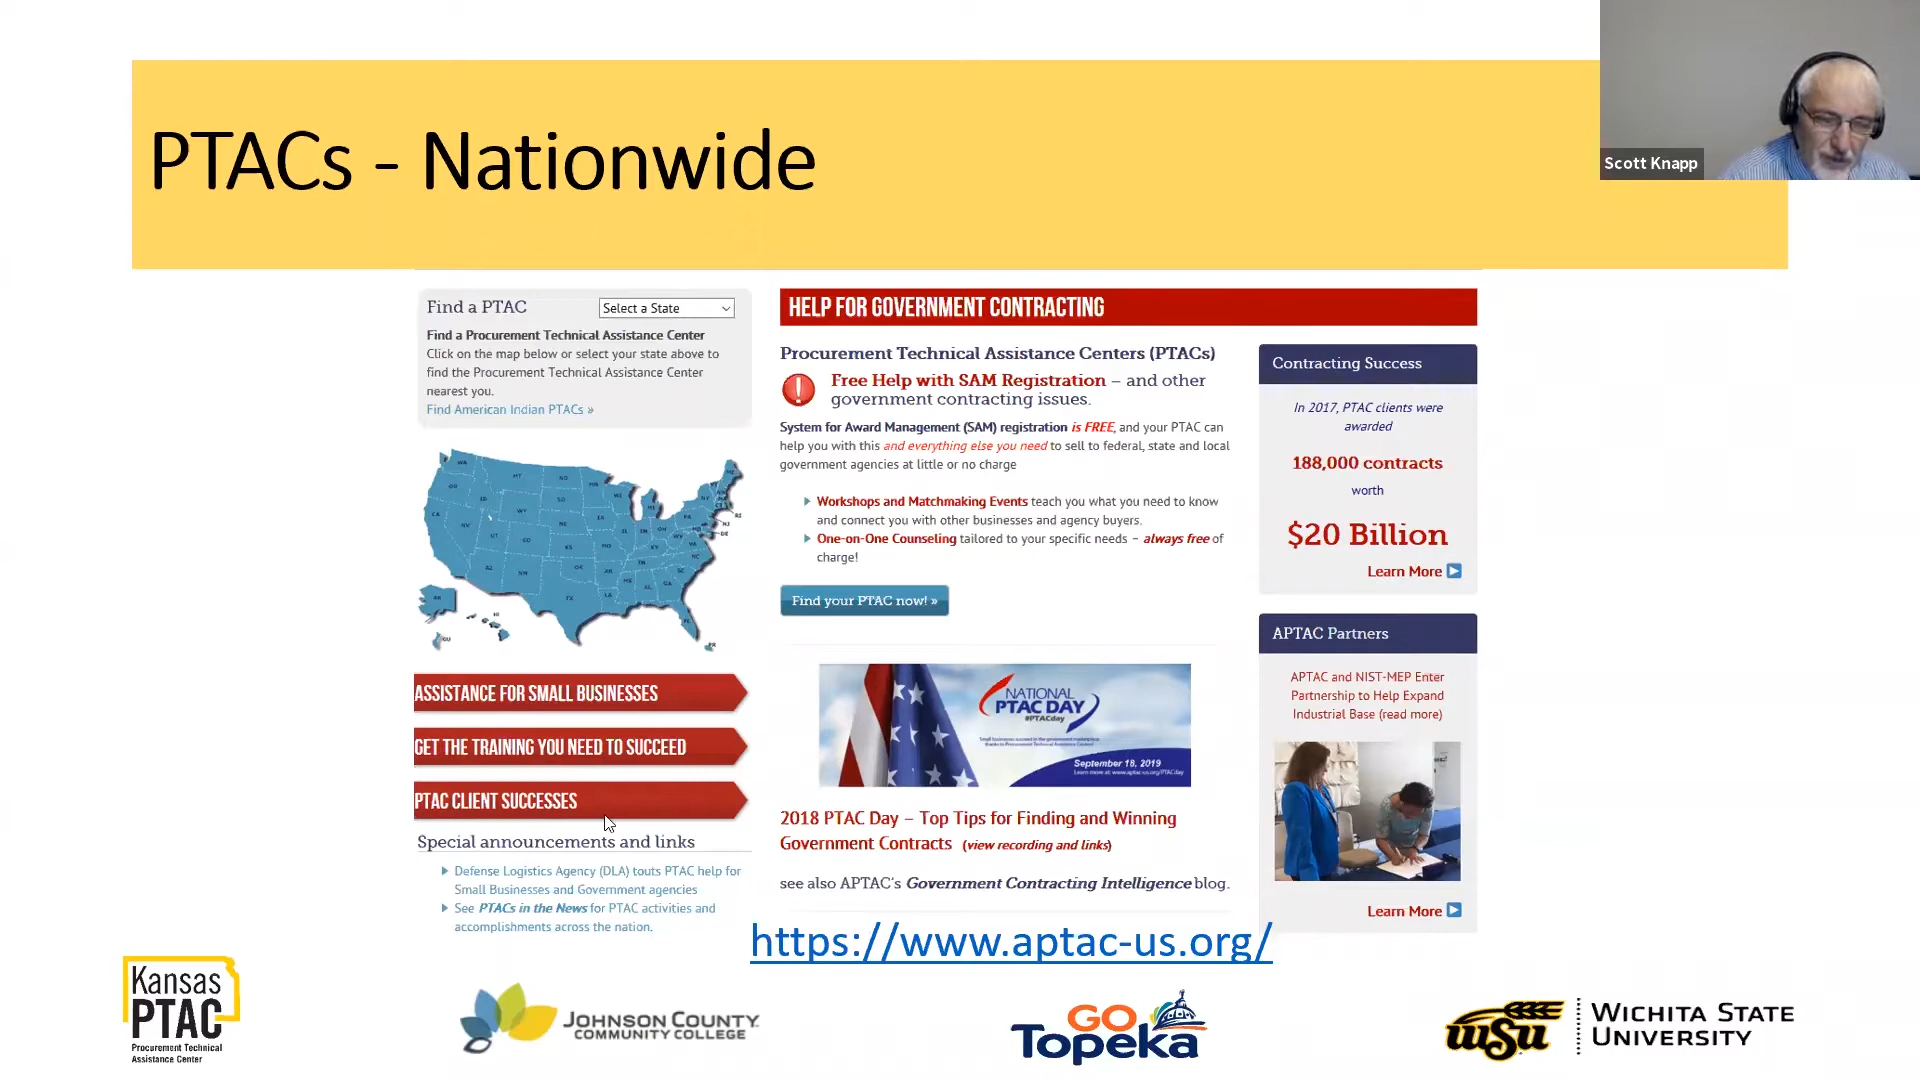 PTACs - Nationwide
Scott Knapp
Find a PTAC
Select a State
Find a Procurement Technical Assistance Center
Click on the map below or select your state above to
find the Procurement Technical Assistance Center
nearest you.
Find American Indian PTACs »
ASSISTANCE FOR SMALL BUSINESSES
GET THE TRAINING YOU NEED TO SUCCEED
PTAC CLIENT SUCCESSES
Special announcements and links
Defense Logistics Agency (DLA) touts PTAC help for
Small Businesses and Government agencies
See PTACs in the News for PTAC activities and
accomplishments across the nation.
HELP FOR GOVERNMENT CONTRACTING
Procurement Technical Assistance Centers (PTACs)
Free Help with SAM Registration – and other
government contracting issues.
System for Award Management (SAM) registration is FREE, and your PTAC can
help you with this and everything else you need to sell to federal, state and local
government agencies at little or no charge
Workshops and Matchmaking Events teach you what you need to know
and connect you with other businesses and agency buyers.
One-on-One Counseling tailored to your specific needs – always free of
charge!
Find your PTAC now! »
NATIONAL
PTAC DAY
#PTACday
Small businesses succeed in the government marketplace
thanks to Procurement Technical Assistance Centers!
September 18, 2019
Learn more at: www.aptac-us.org/PTACday
2018 PTAC Day – Top Tips for Finding and Winning
Government Contracts (view recording and links)
see also APTAC's Government Contracting Intelligence blog.
Contracting Success
In 2017, PTAC clients were
awarded
188,000 contracts
worth
$20 Billion
Learn More
APTAC Partners
APTAC and NIST-MEP Enter
Partnership to Help Expand
Industrial Base (read more)
Learn More
https://www.aptac-us.org/
Kansas
PTAC
Procurement Technical
Assistance Center
JOHNSON COUNTY
COMMUNITY COLLEGE
GO
Topeka
WSU
WICHITA STATE
UNIVERSITY